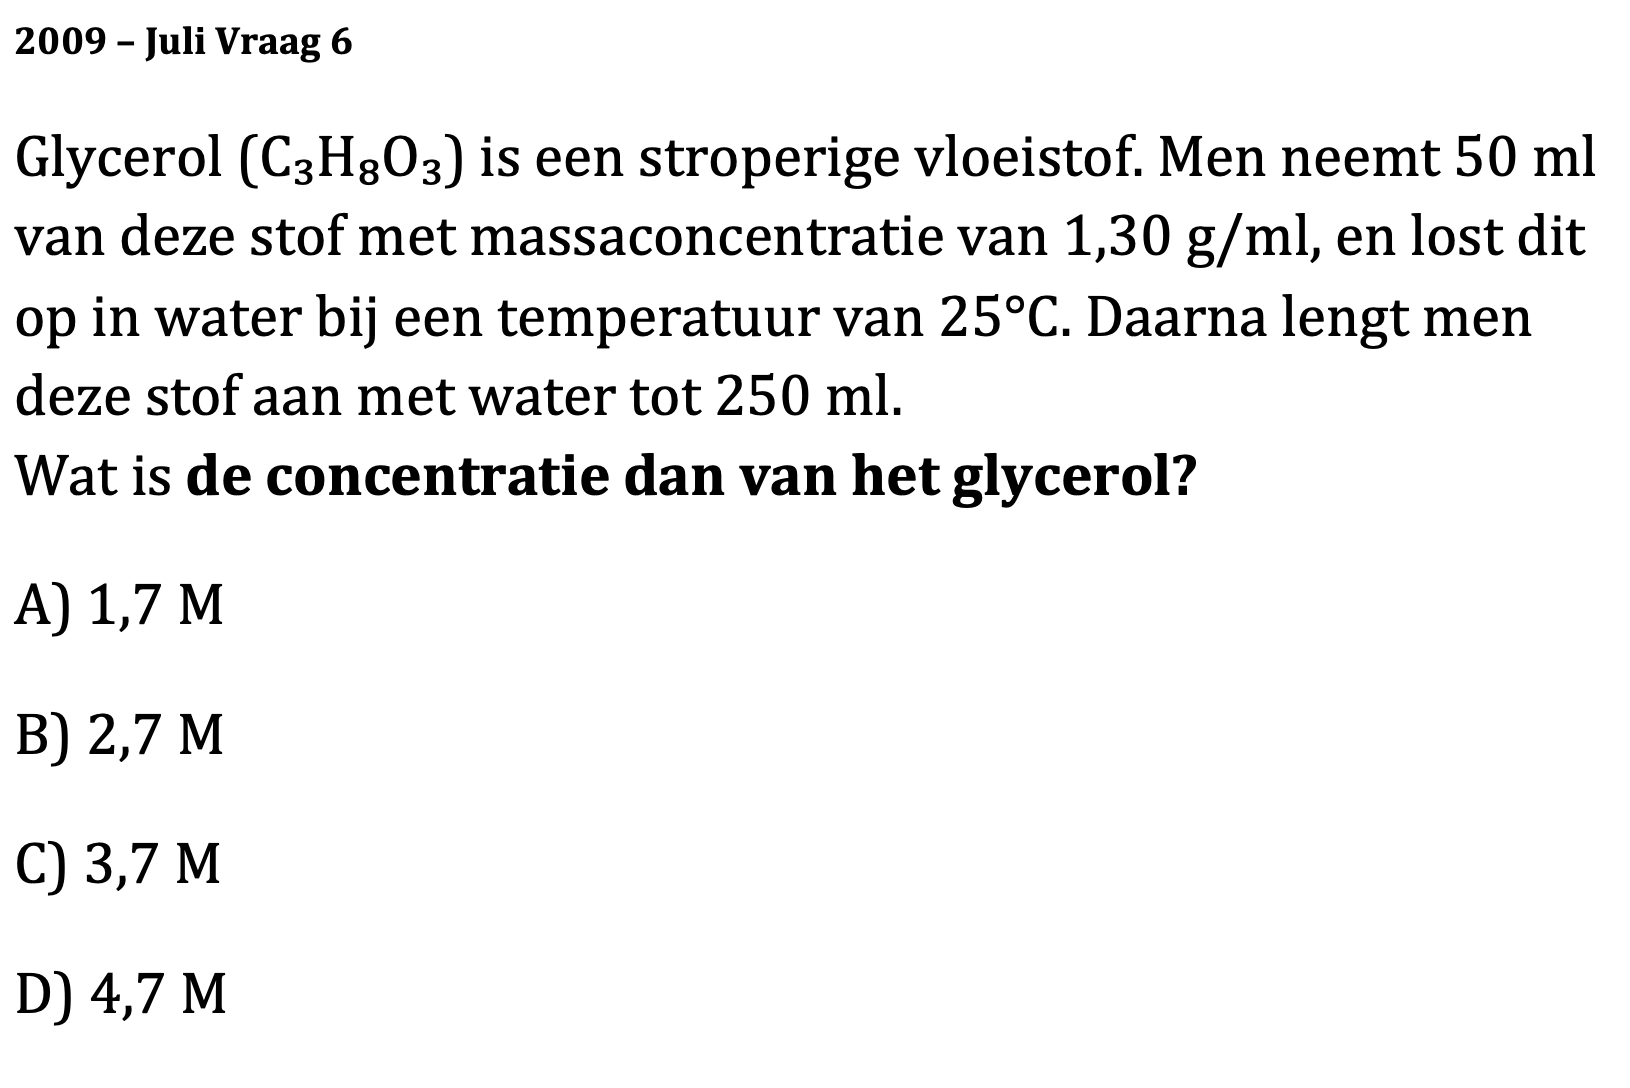 2009 – Juli Vraag 6
Glycerol (C₃H₈O₃) is een stroperige vloeistof. Men neemt 50 ml
van deze stof met massaconcentratie van 1,30 g/ml, en lost dit
op in water bij een temperatuur van 25°C. Daarna lengt men
deze stof aan met water tot 250 ml.
Wat is de concentratie dan van het glycerol?
A) 1,7 M
B) 2,7 M
C) 3,7 M
D) 4,7 M